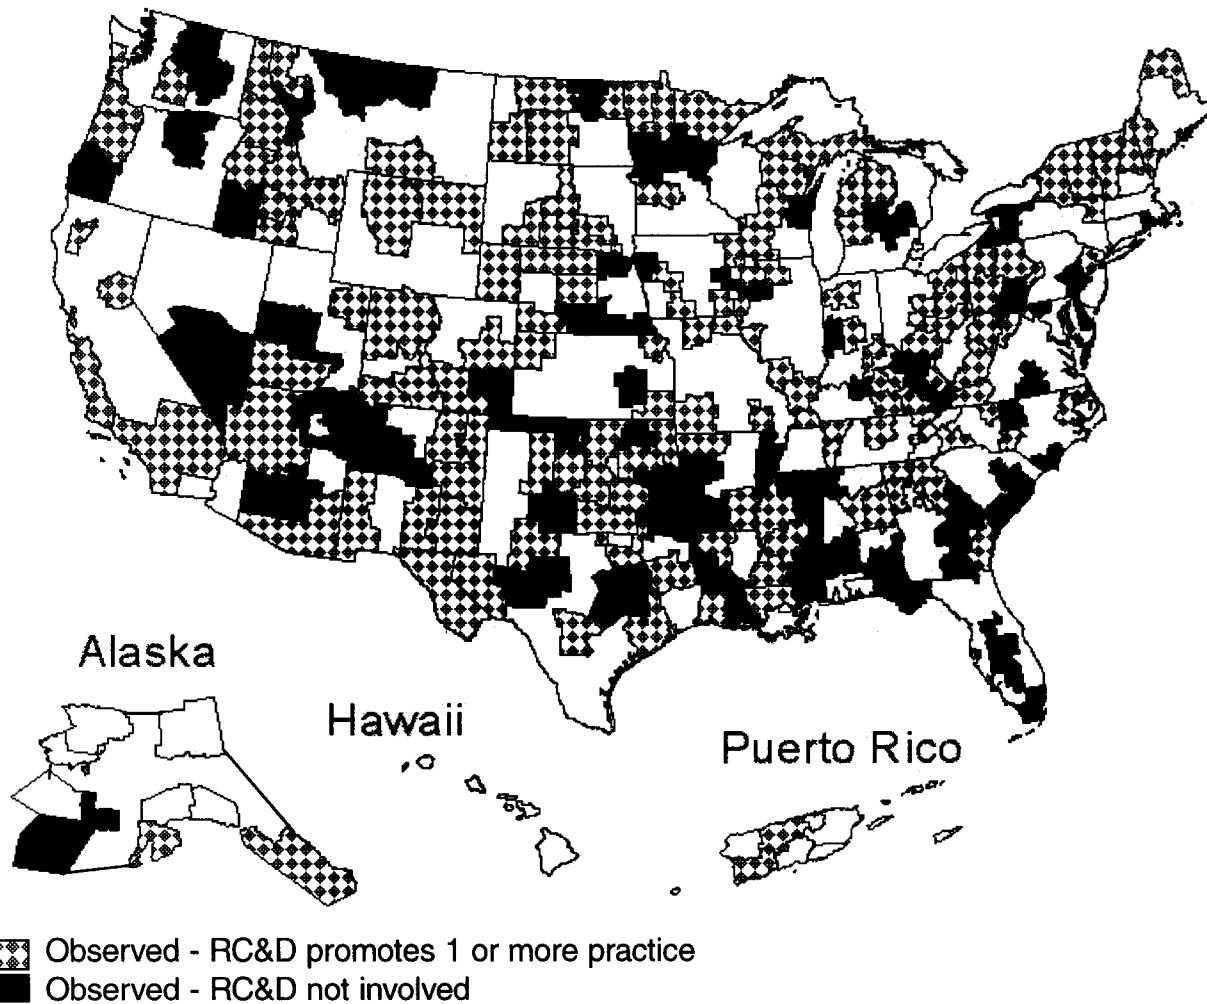 Alaska
Hawaii
Puerto Rico
Observed - RC&D promotes 1 or more practice
Observed - RC&D not involved